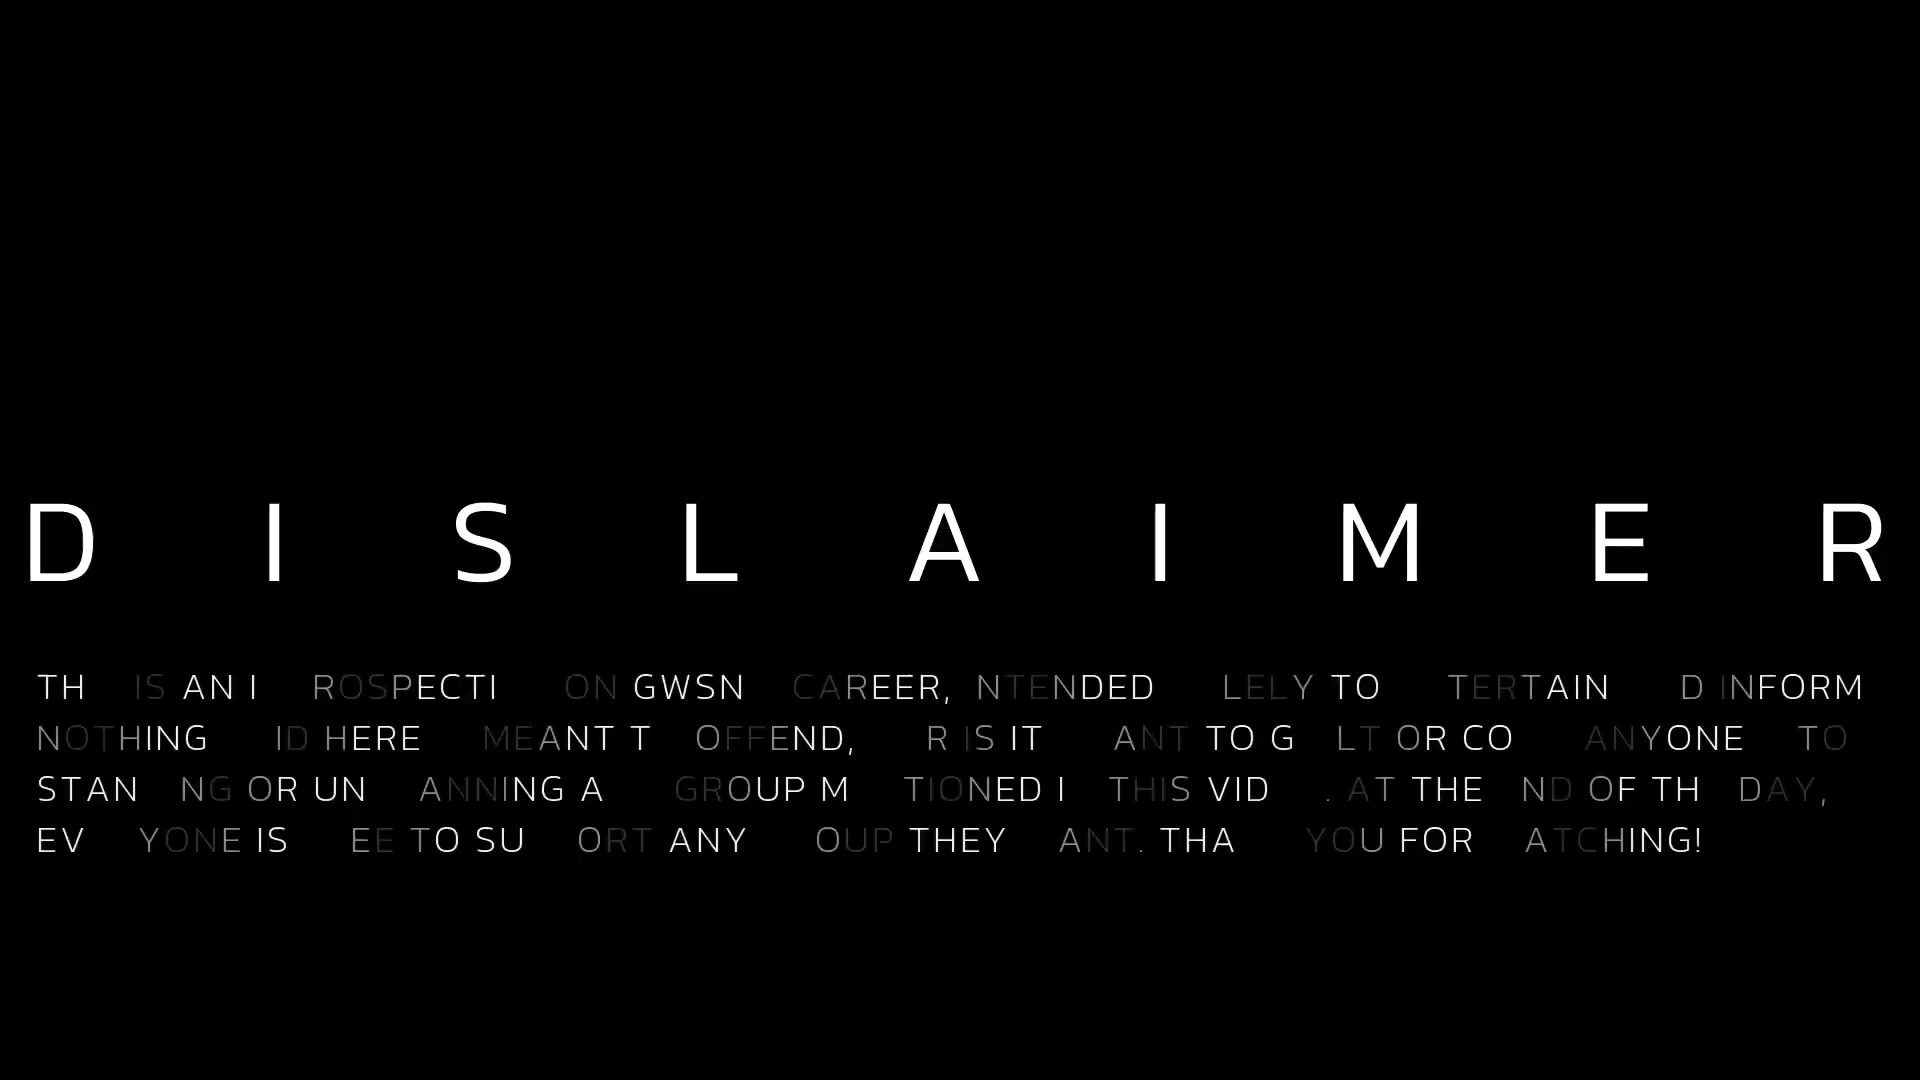 D I S L A I M E R
TH IS AN I ROSPECTI ON GWSN CAREER, NTENDED LELY TO TERTAIN D INFORM
NOTHING ID HERE MEANT T OFFEND, R IS IT ANT TO G LT OR CO ANYONE TO
STAN NG OR UN ANNING A GROUP M TIONED I THIS VID . AT THE ND OF TH DAY,
EV YONE IS EE TO SU ORT ANY OUP THEY ANT. THA YOU FOR ATCHING!